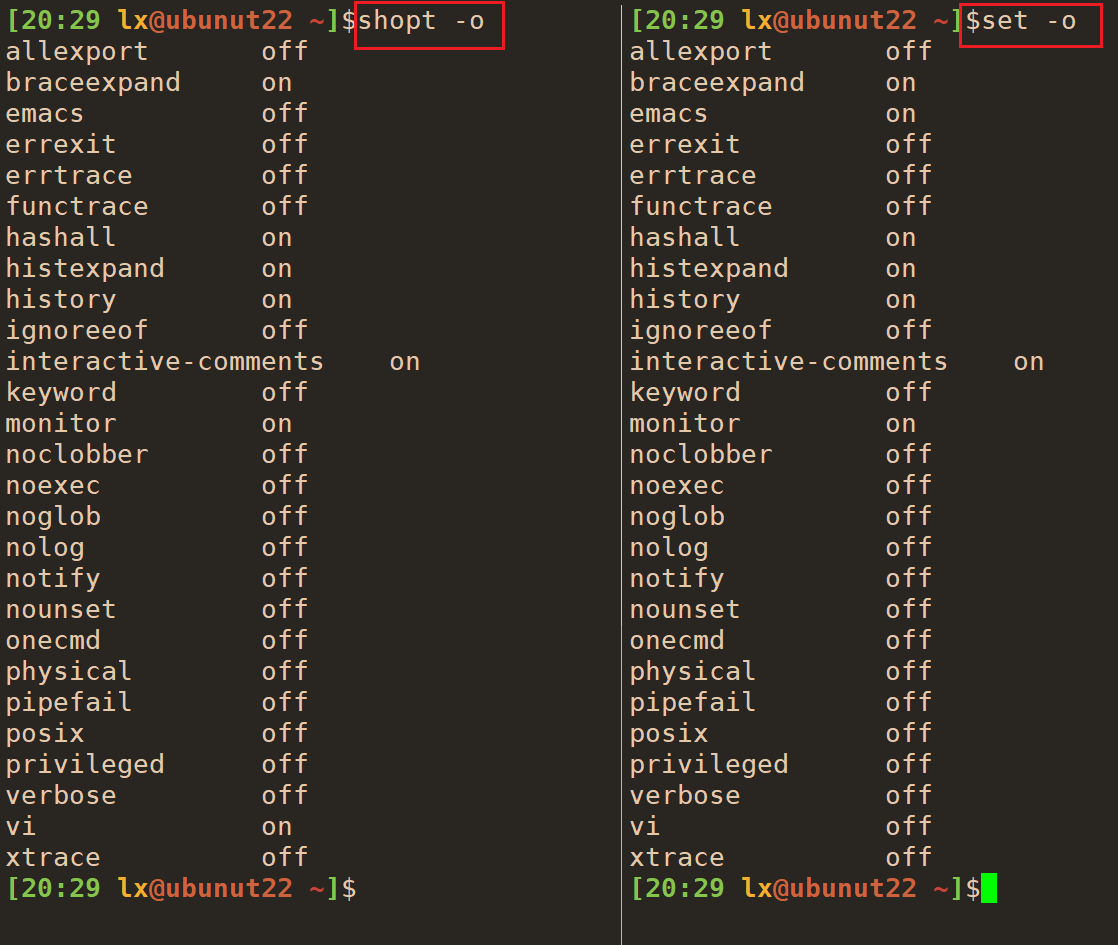 [20:29 lx@ubunut22 ~]$shopt -o
allexport       off
braceexpand     on
emacs           off
errexit         off
errtrace        off
functrace       off
hashall         on
histexpand      on
history         on
ignoreeof       off
interactive-comments    on
keyword         off
monitor         on
noclobber       off
noexec          off
noglob          off
nolog           off
notify          off
nounset         off
onecmd          off
physical        off
pipefail        off
posix           off
privileged      off
verbose         off
vi              on
xtrace          off
[20:29 lx@ubunut22 ~]$
[20:29 lx@ubunut22 ~]$set -o
allexport       off
braceexpand     on
emacs           on
errexit         off
errtrace        off
functrace       off
hashall         on
histexpand      on
history         on
ignoreeof       off
interactive-comments    on
keyword         off
monitor         on
noclobber       off
noexec          off
noglob          off
nolog           off
notify          off
nounset         off
onecmd          off
physical        off
pipefail        off
posix           off
privileged      off
verbose         off
vi              off
xtrace          off
[20:29 lx@ubunut22 ~]$